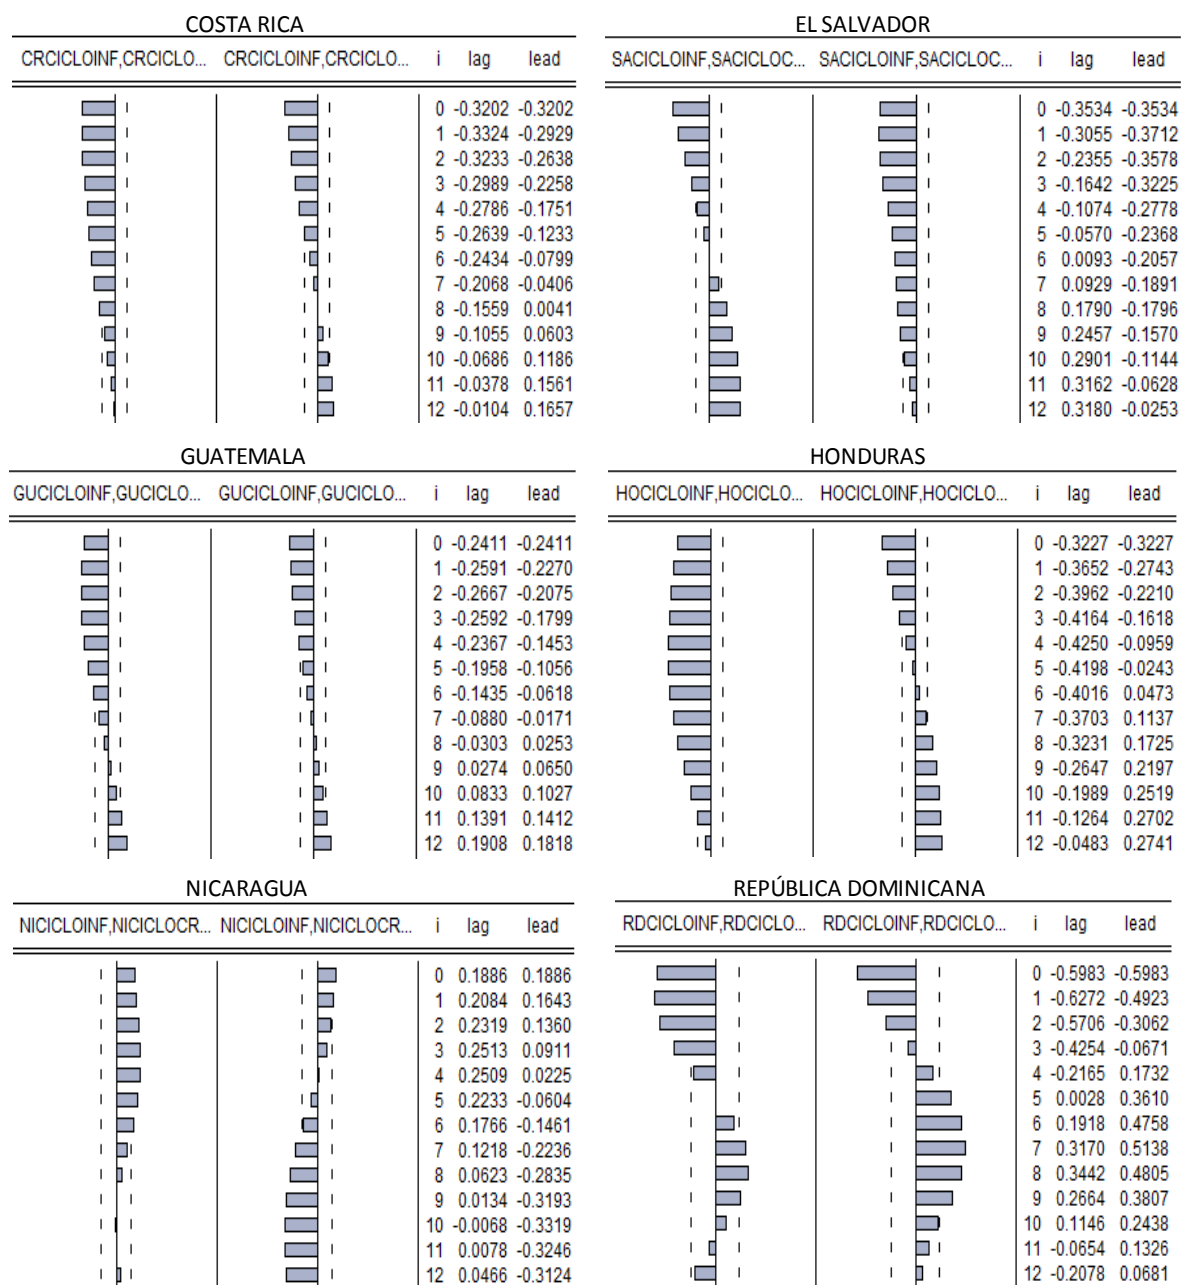 COSTA RICA
CRCICLOINF,CRCICLO... CRCICLOINF,CRCICLO... i lag lead
0 -0.3202 -0.3202
1 -0.3324 -0.2929
2 -0.3233 -0.2638
3 -0.2989 -0.2258
4 -0.2786 -0.1751
5 -0.2639 -0.1233
6 -0.2434 -0.0799
7 -0.2068 -0.0406
8 -0.1559 0.0041
9 -0.1055 0.0603
10 -0.0686 0.1186
11 -0.0378 0.1561
12 -0.0104 0.1657
EL SALVADOR
SACICLOINF,SACICLOC... SACICLOINF,SACICLOC... i lag lead
0 -0.3534 -0.3534
1 -0.3055 -0.3712
2 -0.2355 -0.3578
3 -0.1642 -0.3225
4 -0.1074 -0.2778
5 -0.0570 -0.2368
6 0.0093 -0.2057
7 0.0929 -0.1891
8 0.1790 -0.1796
9 0.2457 -0.1570
10 0.2901 -0.1144
11 0.3162 -0.0628
12 0.3180 -0.0253
GUATEMALA
GUCICLOINF,GUCICLO... GUCICLOINF,GUCICLO... i lag lead
0 -0.2411 -0.2411
1 -0.2591 -0.2270
2 -0.2667 -0.2075
3 -0.2592 -0.1799
4 -0.2367 -0.1453
5 -0.1958 -0.1056
6 -0.1435 -0.0618
7 -0.0880 -0.0171
8 -0.0303 0.0253
9 0.0274 0.0650
10 0.0833 0.1027
11 0.1391 0.1412
12 0.1908 0.1818
HONDURAS
HOCICLOINF,HOCICLO... HOCICLOINF,HOCICLO... i lag lead
0 -0.3227 -0.3227
1 -0.3652 -0.2743
2 -0.3962 -0.2210
3 -0.4164 -0.1618
4 -0.4250 -0.0959
5 -0.4198 -0.0243
6 -0.4016 0.0473
7 -0.3703 0.1137
8 -0.3231 0.1725
9 -0.2647 0.2197
10 -0.1989 0.2519
11 -0.1264 0.2702
12 -0.0483 0.2741
NICARAGUA
NICICLOINF,NICICLOCR... NICICLOINF,NICICLOCR... i lag lead
0 0.1886 0.1886
1 0.2084 0.1643
2 0.2319 0.1360
3 0.2513 0.0911
4 0.2509 0.0225
5 0.2233 -0.0604
6 0.1766 -0.1461
7 0.1218 -0.2236
8 0.0623 -0.2835
9 0.0134 -0.3193
10 -0.0068 -0.3319
11 0.0078 -0.3246
12 0.0466 -0.3124
REPÚBLICA DOMINICANA
RDCICLOINF,RDCICLO... RDCICLOINF,RDCICLO... i lag lead
0 -0.5983 -0.5983
1 -0.6272 -0.4923
2 -0.5706 -0.3062
3 -0.4254 -0.0671
4 -0.2165 0.1732
5 0.0028 0.3610
6 0.1918 0.4758
7 0.3170 0.5138
8 0.3442 0.4805
9 0.2664 0.3807
10 0.1146 0.2438
11 -0.0654 0.1326
12 -0.2078 0.0681